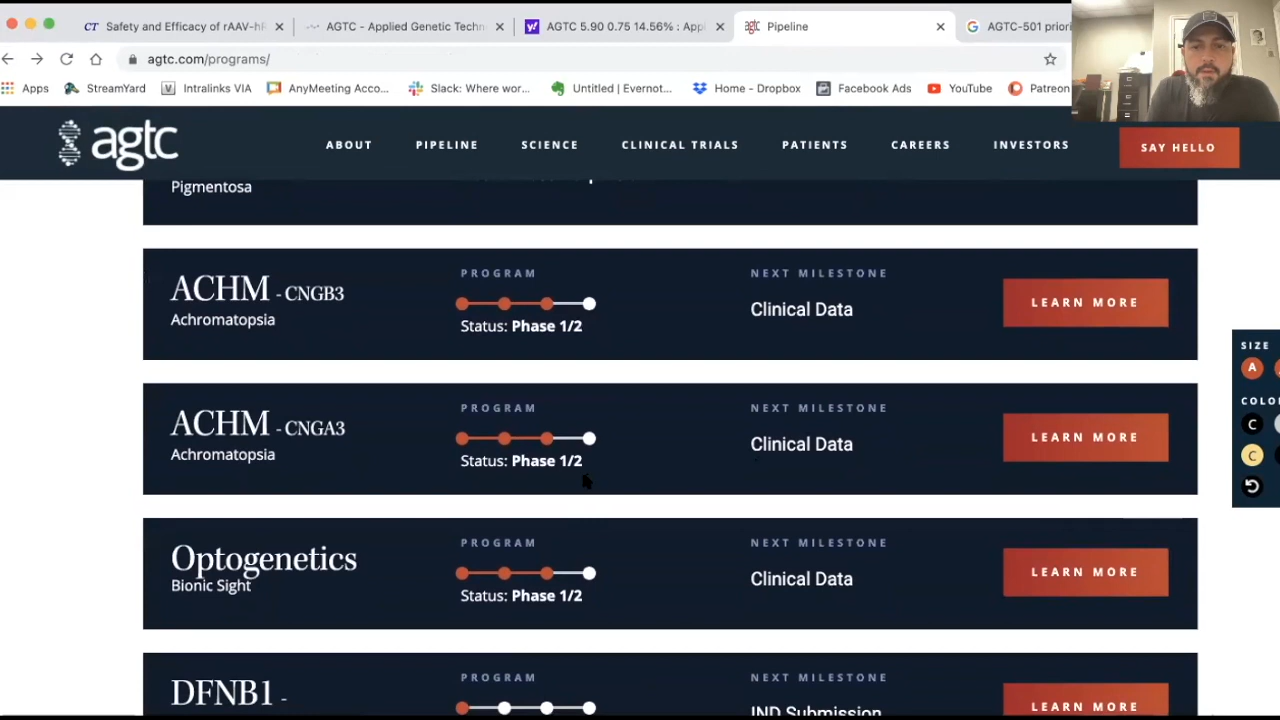 CT Safety and Efficacy of rAAV-hR
AGTC - Applied Genetic Techn
AGTC 5.90 0.75 14.56% : Appl
Pipeline
AGTC-501 priori
agtc.com/programs/
Apps
StreamYard
Intralinks VIA
AnyMeeting Acco...
Slack: Where wor...
Untitled | Evernot...
Home - Dropbox
Facebook Ads
YouTube
Patreon
agtc
ABOUT
PIPELINE
SCIENCE
CLINICAL TRIALS
PATIENTS
CAREERS
INVESTORS
SAY HELLO
Pigmentosa
ACHM - CNGB3
Achromatopsia
PROGRAM
Status: Phase 1/2
NEXT MILESTONE
Clinical Data
LEARN MORE
ACHM - CNGA3
Achromatopsia
PROGRAM
Status: Phase 1/2
NEXT MILESTONE
Clinical Data
LEARN MORE
Optogenetics
Bionic Sight
PROGRAM
Status: Phase 1/2
NEXT MILESTONE
Clinical Data
LEARN MORE
DFNB1 -
PROGRAM
NEXT MILESTONE
IND Submission
LEARN MORE
SIZE
A
COLO
C
C